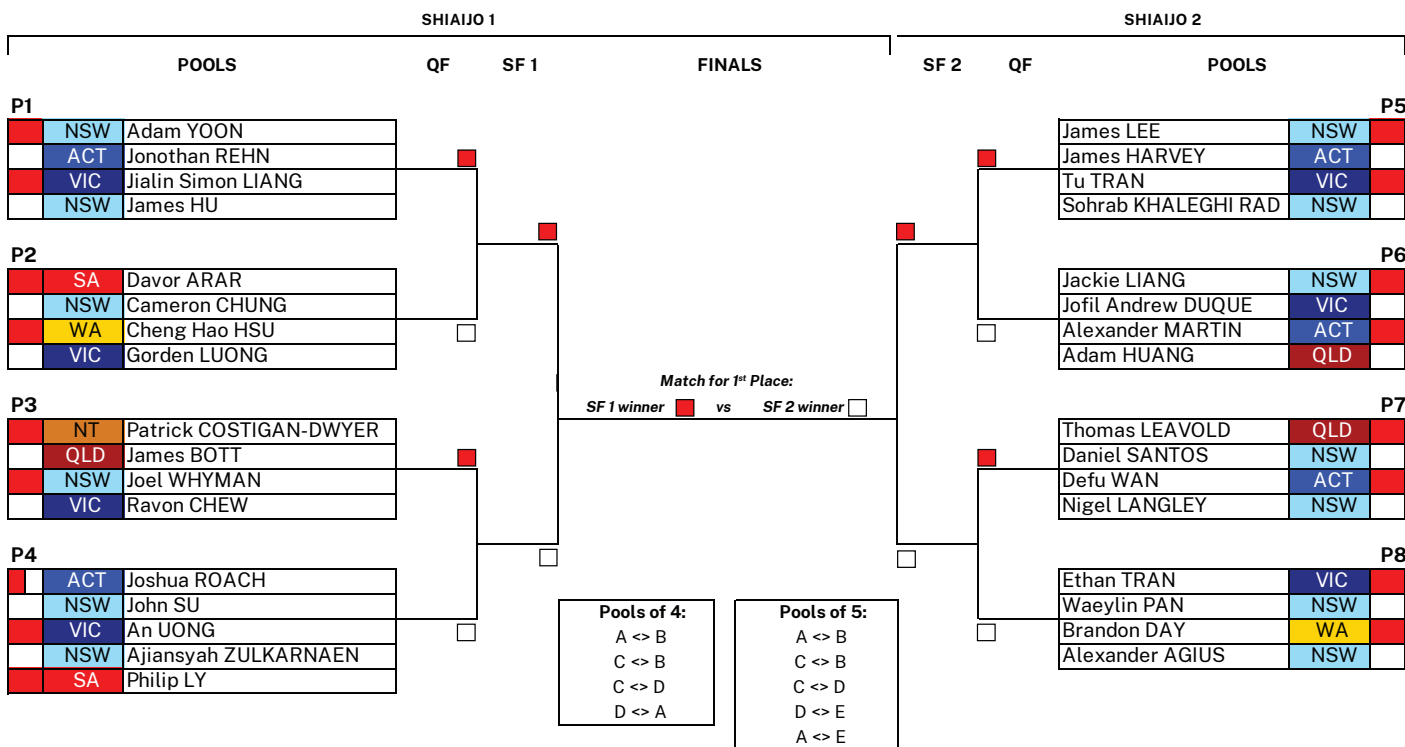 SHIAIJO 1
SHIAIJO 2
POOLS QF SF 1 FINALS SF 2 QF POOLS
P1
NSW Adam YOON
ACT Jonothan REHN
VIC Jialin Simon LIANG
NSW James HU
P2
SA Davor ARAR
NSW Cameron CHUNG
WA Cheng Hao HSU
VIC Gorden LUONG
P3
NT Patrick COSTIGAN-DWYER
QLD James BOTT
NSW Joel WHYMAN
VIC Ravon CHEW
P4
ACT Joshua ROACH
NSW John SU
VIC An UONG
NSW Ajiansyah ZULKARNAEN
SA Philip LY
Match for 1st Place:
SF 1 winner vs SF 2 winner
Pools of 4:
A <> B
C <> B
C <> D
D <> A
Pools of 5:
A <> B
C <> B
C <> D
D <> E
A <> E
P5
James LEE NSW
James HARVEY ACT
Tu TRAN VIC
Sohrab KHALEGHI RAD NSW
P6
Jackie LIANG NSW
Jofil Andrew DUQUE VIC
Alexander MARTIN ACT
Adam HUANG QLD
P7
Thomas LEAVOLD QLD
Daniel SANTOS NSW
Defu WAN ACT
Nigel LANGLEY NSW
P8
Ethan TRAN VIC
Waeylin PAN NSW
Brandon DAY WA
Alexander AGIUS NSW